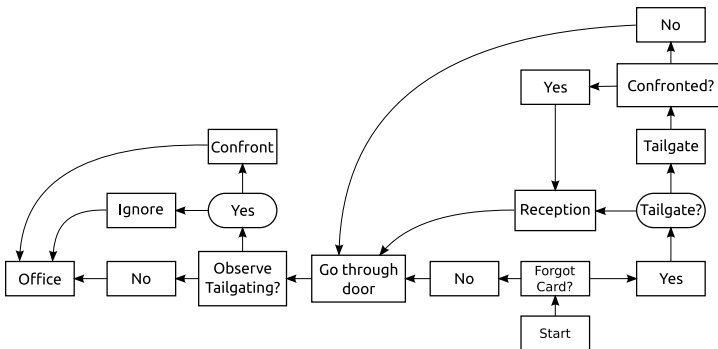 No
Yes
Confronted?
Confront
Tailgate
Ignore
Yes
Reception
Tailgate?
Office
No
Observe
Tailgating?
Go through
door
No
Forgot
Card?
Yes
Start